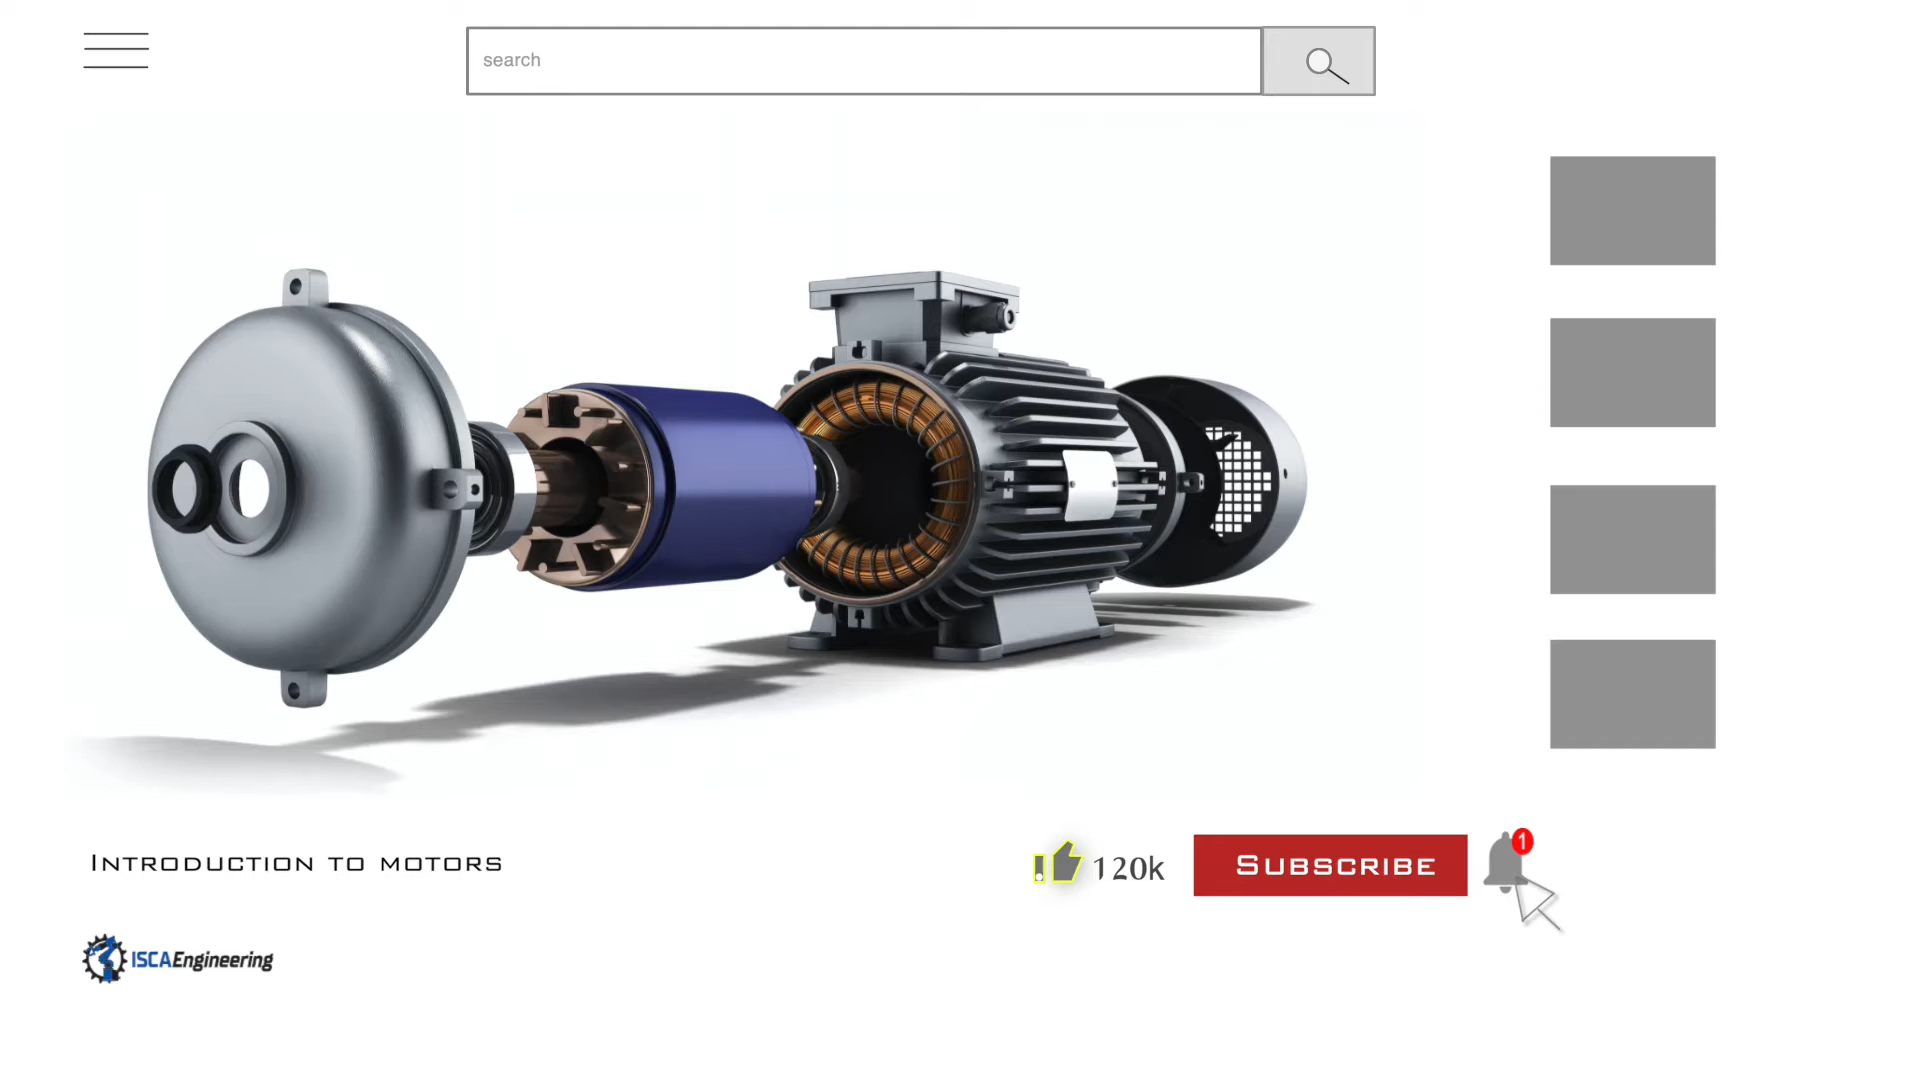 search
INTRODUCTION TO MOTORS
120k
SUBSCRIBE
1
ISCAEngineering